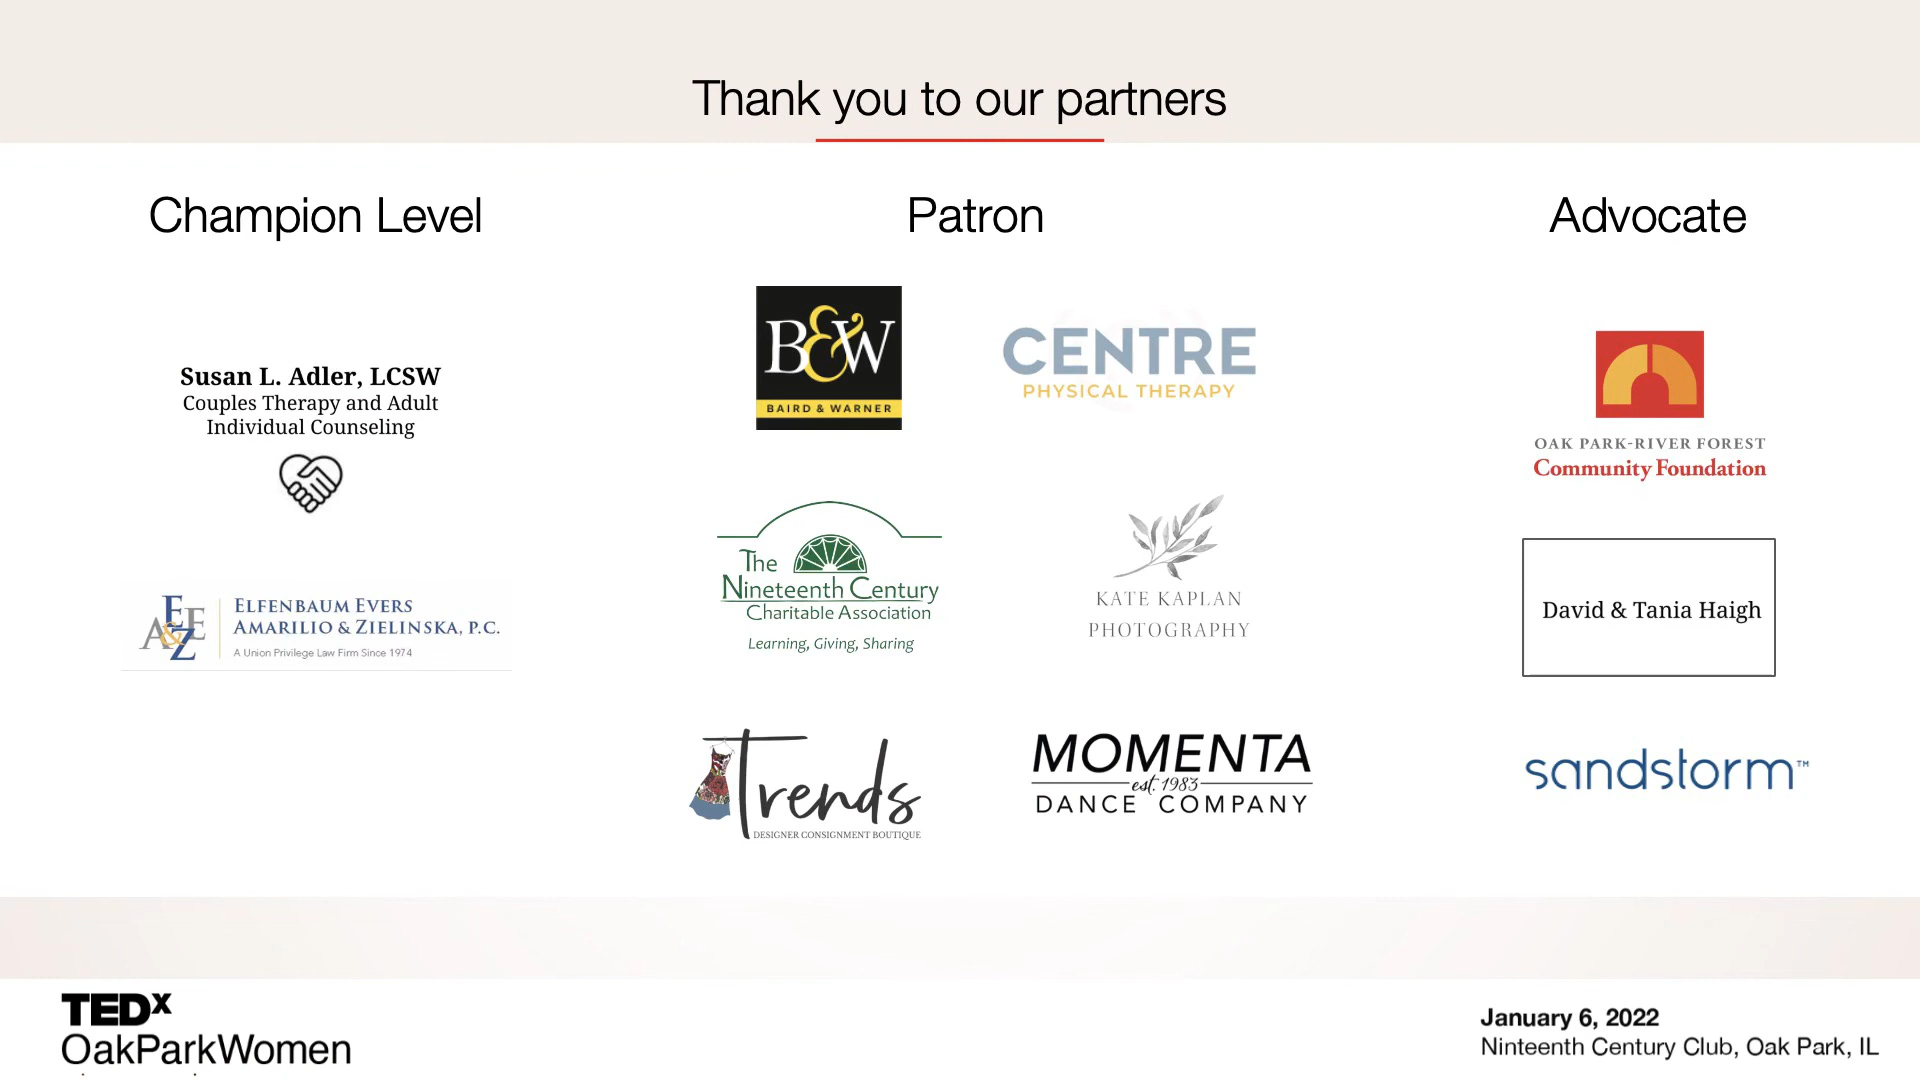 Thank you to our partners
Champion Level
Susan L. Adler, LCSW
Couples Therapy and Adult
Individual Counseling
AE&EZ
ELFENBAUM EVERS
AMARILIO & ZIELINSKA, P.C.
A Union Privilege Law Firm Since 1974
Patron
B&W
BAIRD & WARNER
CENTRE
PHYSICAL THERAPY
The
Nineteenth Century
Charitable Association
Learning, Giving, Sharing
KATE KAPLAN
PHOTOGRAPHY
Trends
DESIGNER CONSIGNMENT BOUTIQUE
MOMENTA
est. 1983
DANCE COMPANY
Advocate
OAK PARK-RIVER FOREST
Community Foundation
David & Tania Haigh
sandstorm™
TEDx
OakParkWomen
January 6, 2022
Ninteenth Century Club, Oak Park, IL